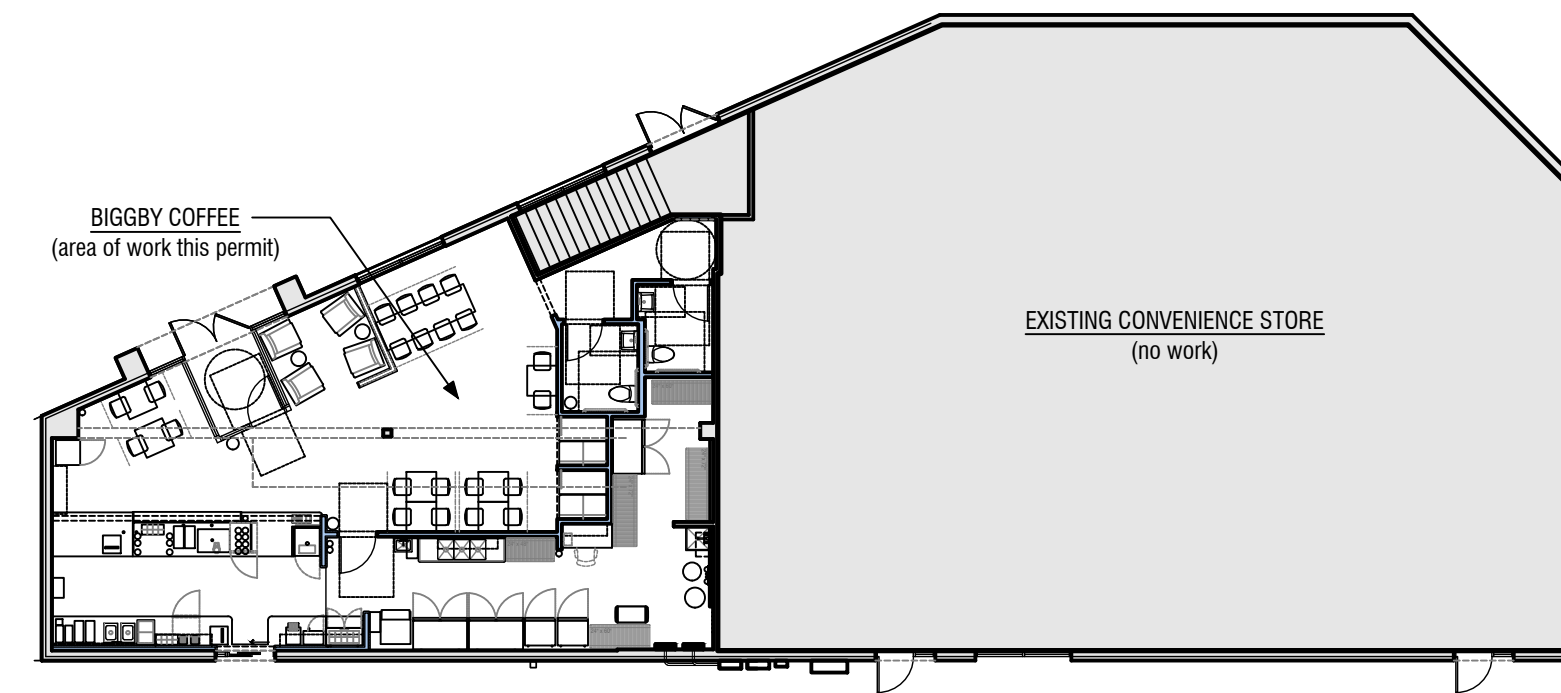 BIGGBY COFFEE
(area of work this permit)
EXISTING CONVENIENCE STORE
(no work)